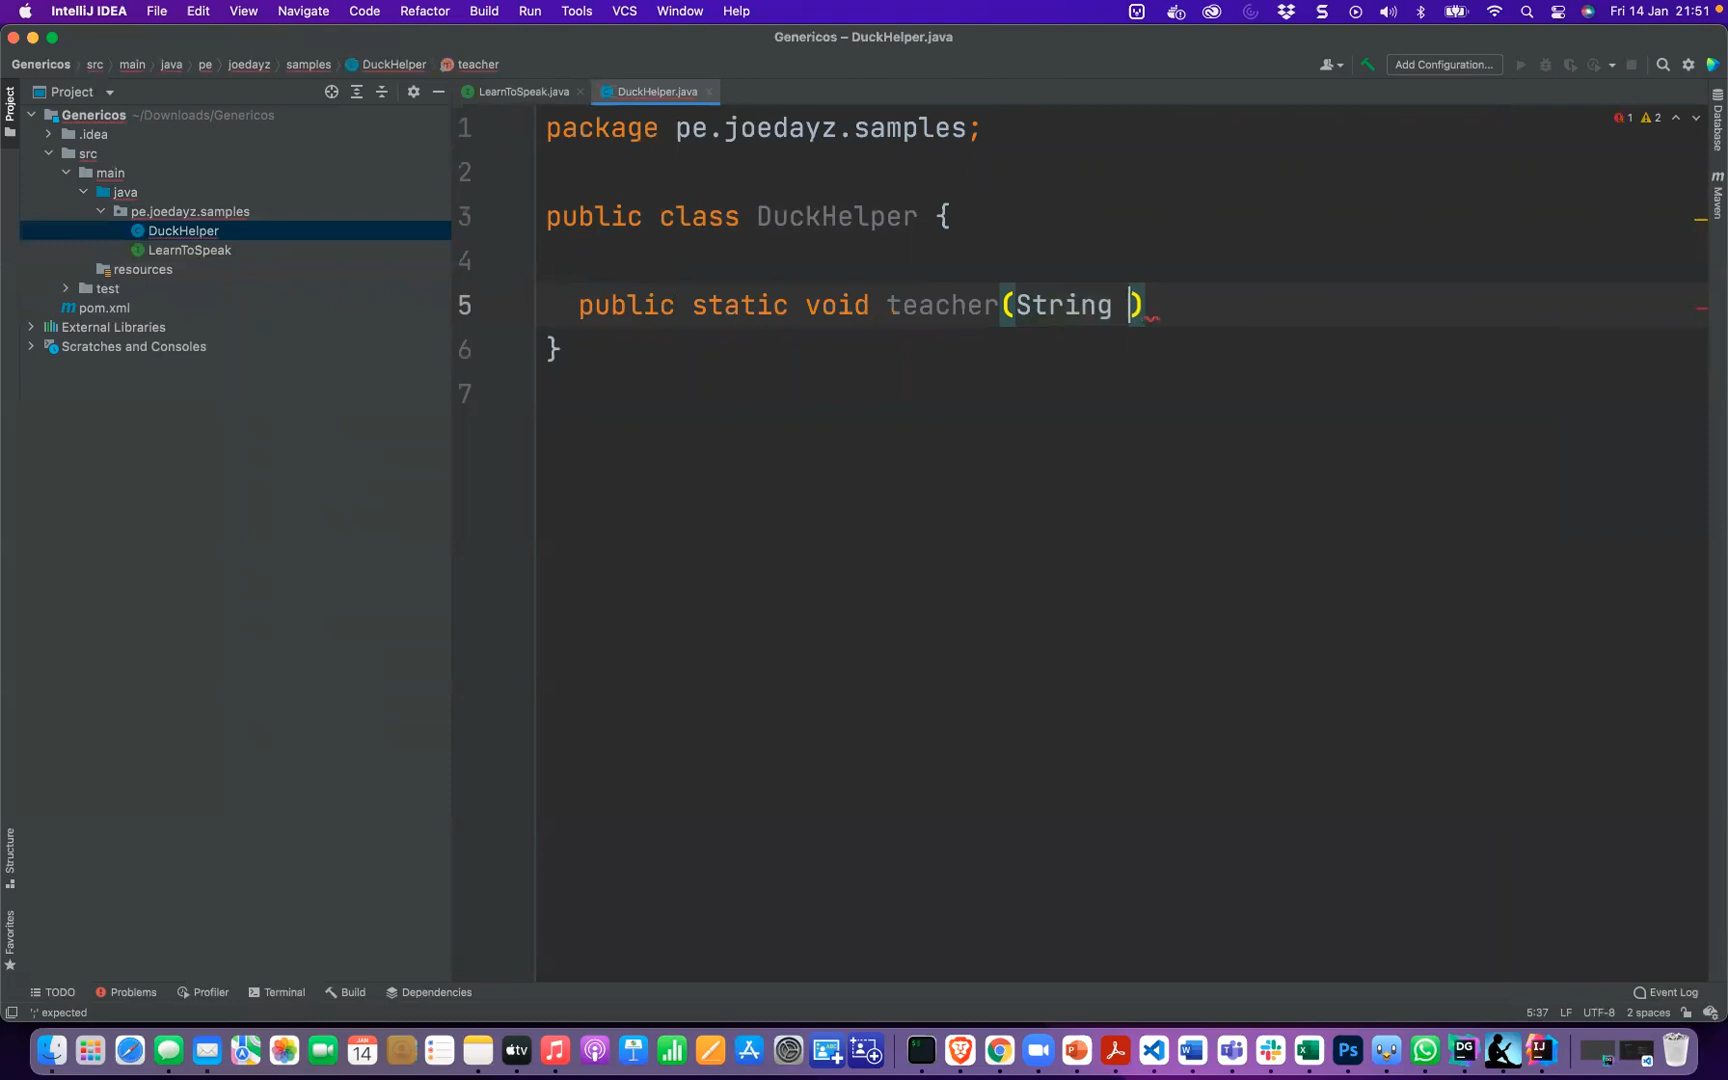 IntelliJ IDEA File Edit View Navigate Code Refactor Build Run Tools VCS Window Help Fri 14 Jan 21:51
Genericos – DuckHelper.java
Genericos src main java pe joedayz samples DuckHelper teacher Add Configuration...
Project LearnToSpeak.java DuckHelper.java
Genericos ~/Downloads/Genericos
.idea
src
main
java
pe.joedayz.samples
DuckHelper
LearnToSpeak
resources
test
pom.xml
External Libraries
Scratches and Consoles
1 package pe.joedayz.samples;
2
3 public class DuckHelper {
4
5 public static void teacher(String )
6 }
7
1 2
Project
Structure
Favorites
Database
Maven
TODO Problems Profiler Terminal Build Dependencies Event Log
';' expected 5:37 LF UTF-8 2 spaces
JAN
14